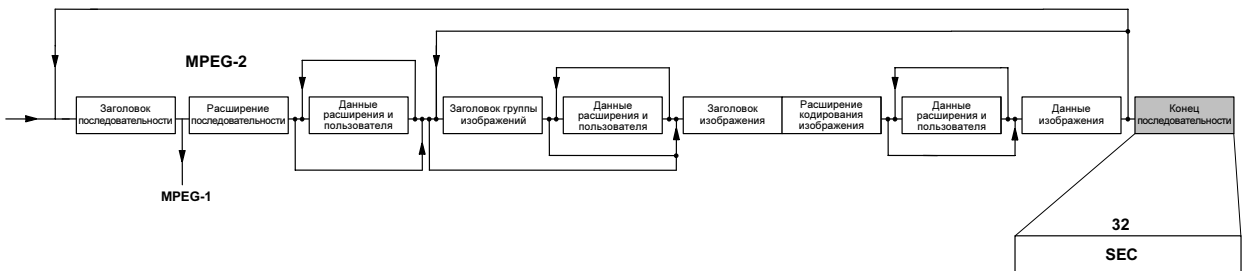 MPEG-2
Заголовок
последовательности
Расширение
последовательности
Данные
расширения и
пользователя
Заголовок группы
изображений
Данные
расширения и
пользователя
Заголовок
изображения
Расширение
кодирования
изображения
Данные
расширения и
пользователя
Данные
изображения
Конец
последовательности
MPEG-1
32
SEC